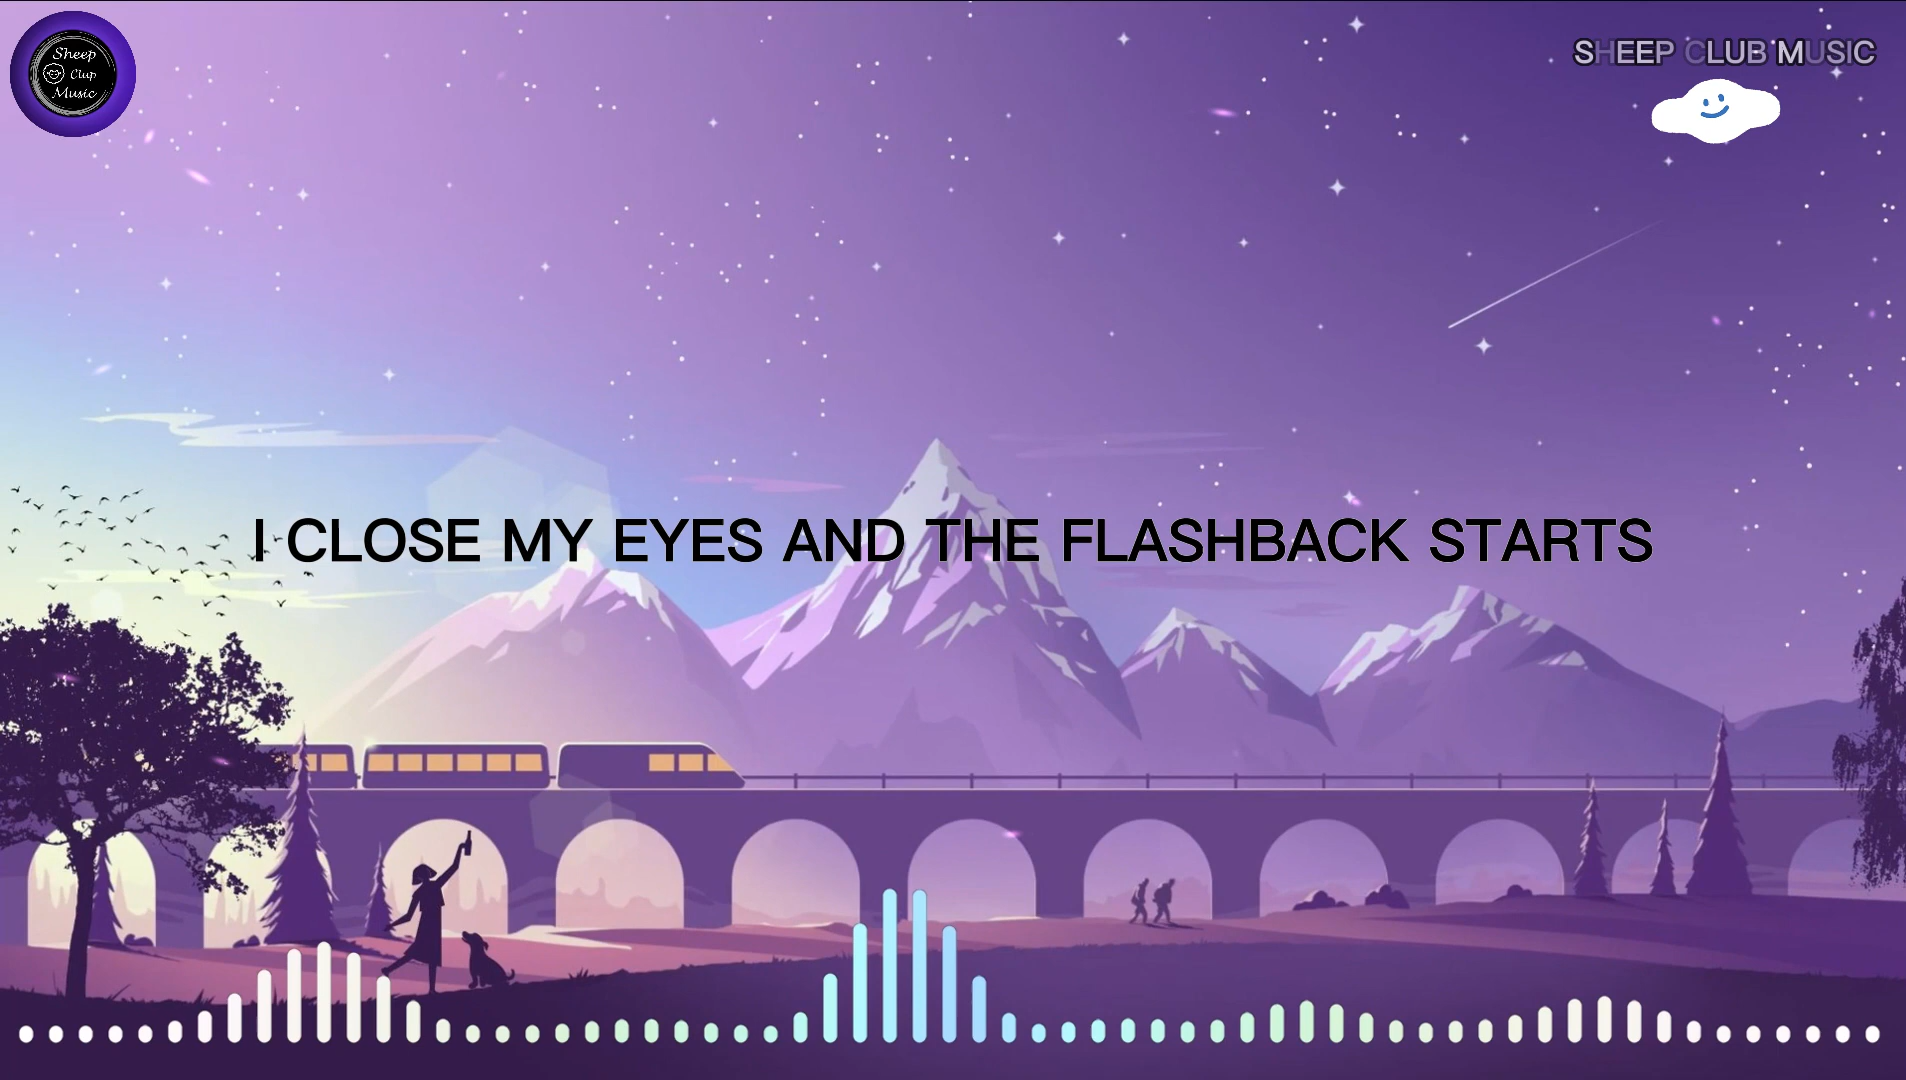 Sheep
Clup
Music
SHEEP CLUB MUSIC
I CLOSE MY EYES AND THE FLASHBACK STARTS